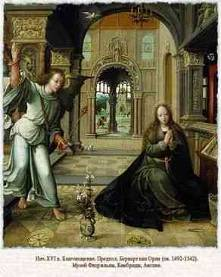 Нач. XVI в. Благовещение. Предпол. Бернарт ван Орли (ок. 1492-1542).
Музей Фицуильям, Кембридж, Англия.